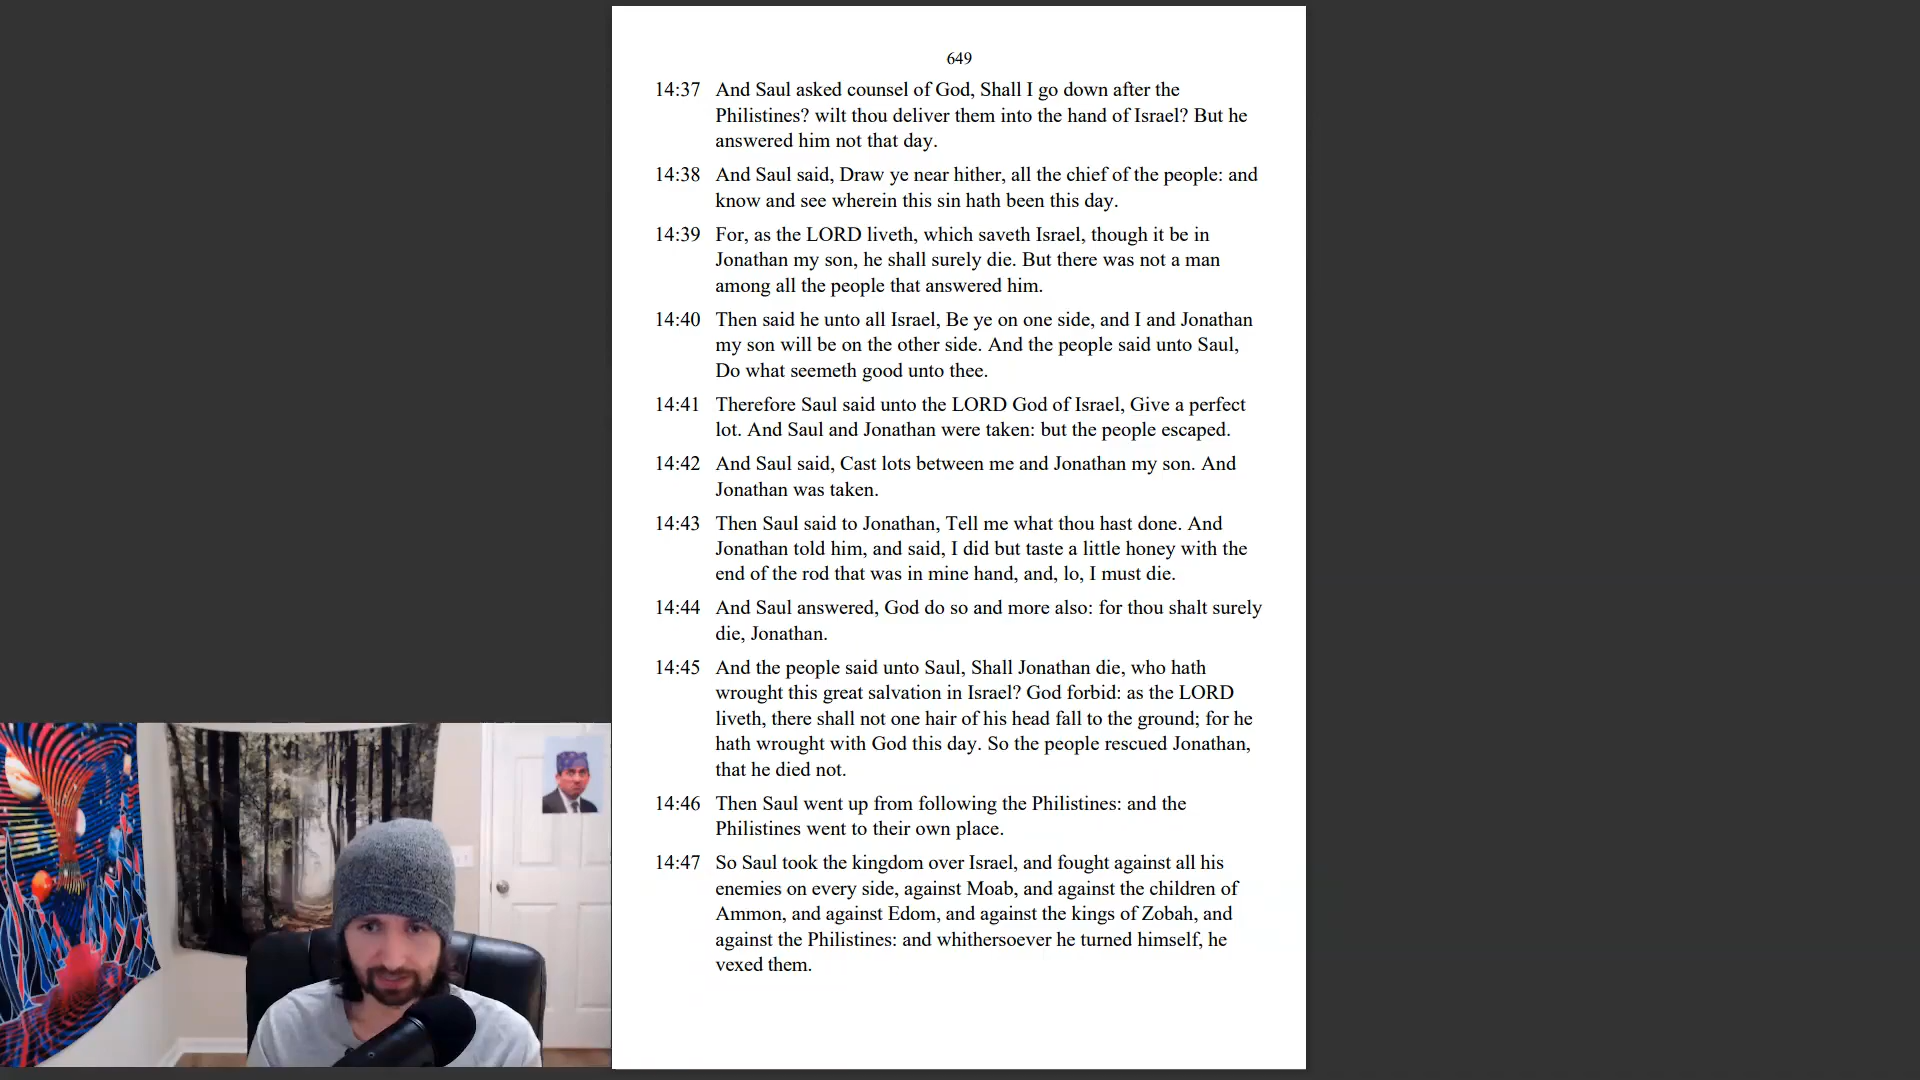 649
14:37 And Saul asked counsel of God, Shall I go down after the
Philistines? wilt thou deliver them into the hand of Israel? But he
answered him not that day.
14:38 And Saul said, Draw ye near hither, all the chief of the people: and
know and see wherein this sin hath been this day.
14:39 For, as the LORD liveth, which saveth Israel, though it be in
Jonathan my son, he shall surely die. But there was not a man
among all the people that answered him.
14:40 Then said he unto all Israel, Be ye on one side, and I and Jonathan
my son will be on the other side. And the people said unto Saul,
Do what seemeth good unto thee.
14:41 Therefore Saul said unto the LORD God of Israel, Give a perfect
lot. And Saul and Jonathan were taken: but the people escaped.
14:42 And Saul said, Cast lots between me and Jonathan my son. And
Jonathan was taken.
14:43 Then Saul said to Jonathan, Tell me what thou hast done. And
Jonathan told him, and said, I did but taste a little honey with the
end of the rod that was in mine hand, and, lo, I must die.
14:44 And Saul answered, God do so and more also: for thou shalt surely
die, Jonathan.
14:45 And the people said unto Saul, Shall Jonathan die, who hath
wrought this great salvation in Israel? God forbid: as the LORD
liveth, there shall not one hair of his head fall to the ground; for he
hath wrought with God this day. So the people rescued Jonathan,
that he died not.
14:46 Then Saul went up from following the Philistines: and the
Philistines went to their own place.
14:47 So Saul took the kingdom over Israel, and fought against all his
enemies on every side, against Moab, and against the children of
Ammon, and against Edom, and against the kings of Zobah, and
against the Philistines: and whithersoever he turned himself, he
vexed them.